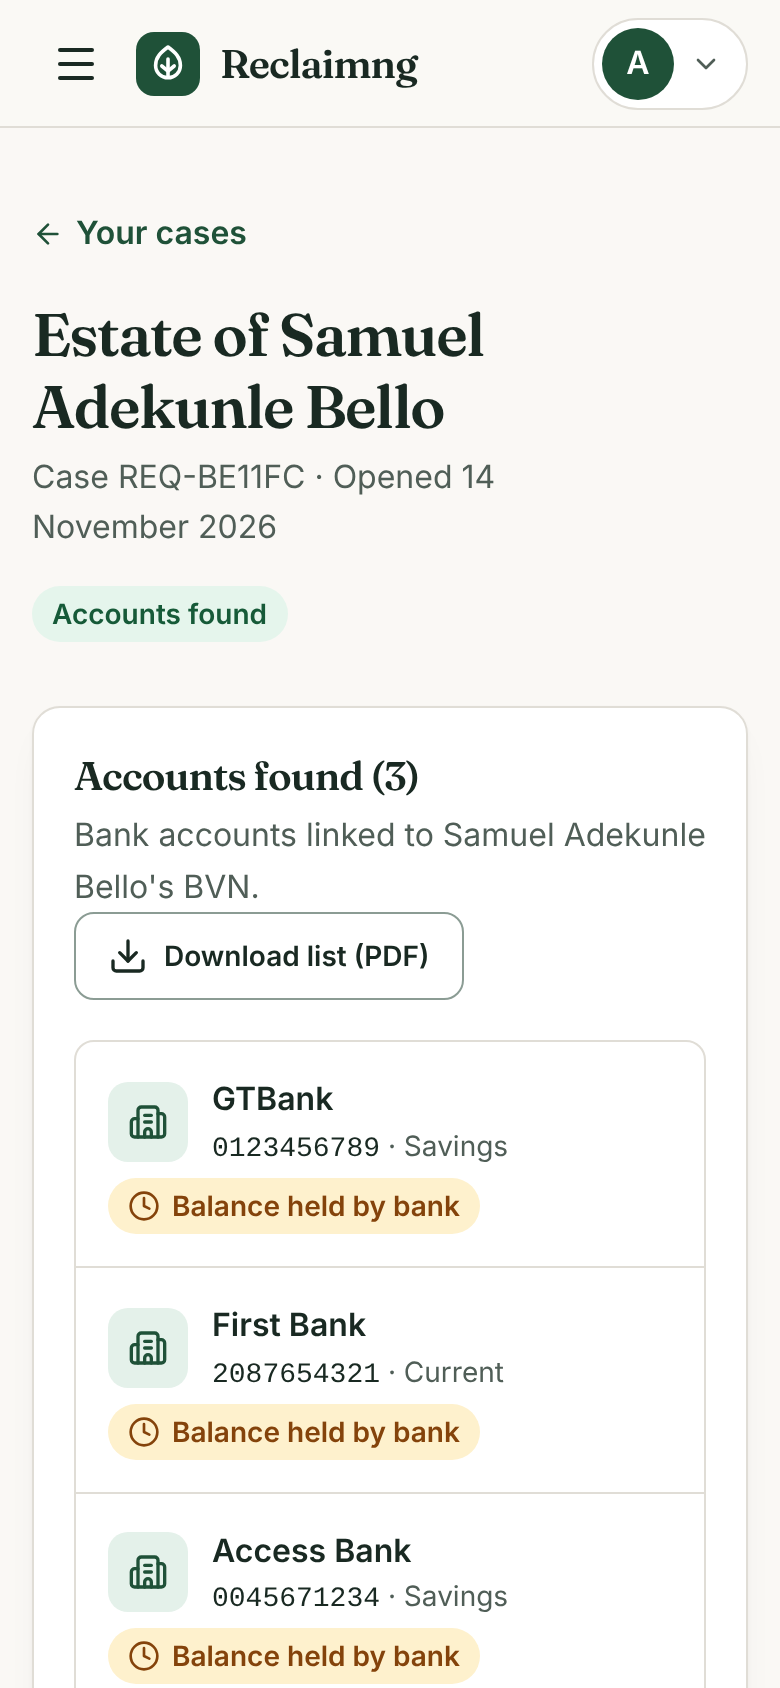 Reclaimng
A
← Your cases
Estate of Samuel
Adekunle Bello
Case REQ-BE11FC · Opened 14
November 2026
Accounts found
Accounts found (3)
Bank accounts linked to Samuel Adekunle
Bello's BVN.
Download list (PDF)
GTBank
0123456789 · Savings
Balance held by bank
First Bank
2087654321 · Current
Balance held by bank
Access Bank
0045671234 · Savings
Balance held by bank